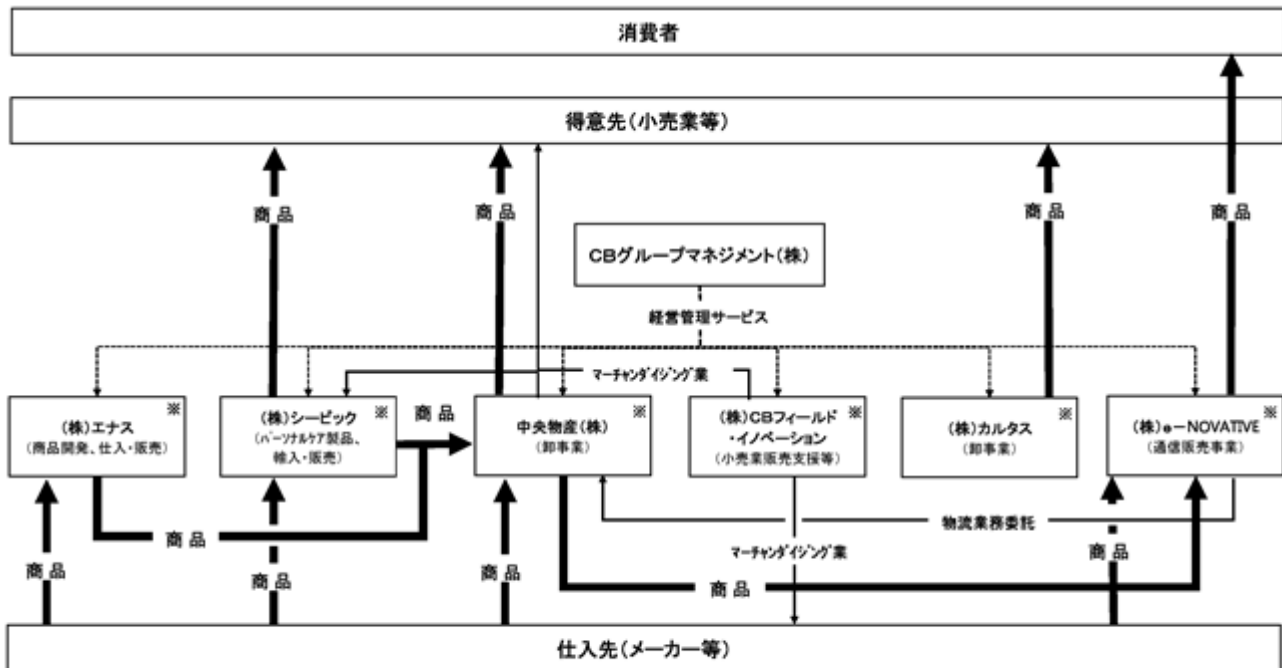 消費者
得意先(小売業等)
商 品
商 品
商 品
商 品
CBグループマネジメント(株)
経営管理サービス
マーチャンダイジング業
(株)エナス ※
(商品開発、仕入・販売)
(株)シービック ※
(パーソナルケア製品、
輸入・販売)
商 品
中央物産(株) ※
(卸事業)
(株)CBフィールド ※
・イノベーション
(小売業販売支援等)
(株)カルタス ※
(卸事業)
(株)e-NOVATIVE ※
(通信販売事業)
物流業務委託
商 品
マーチャンダイジング業
商 品
商 品
商 品
商 品
商 品
仕入先(メーカー等)